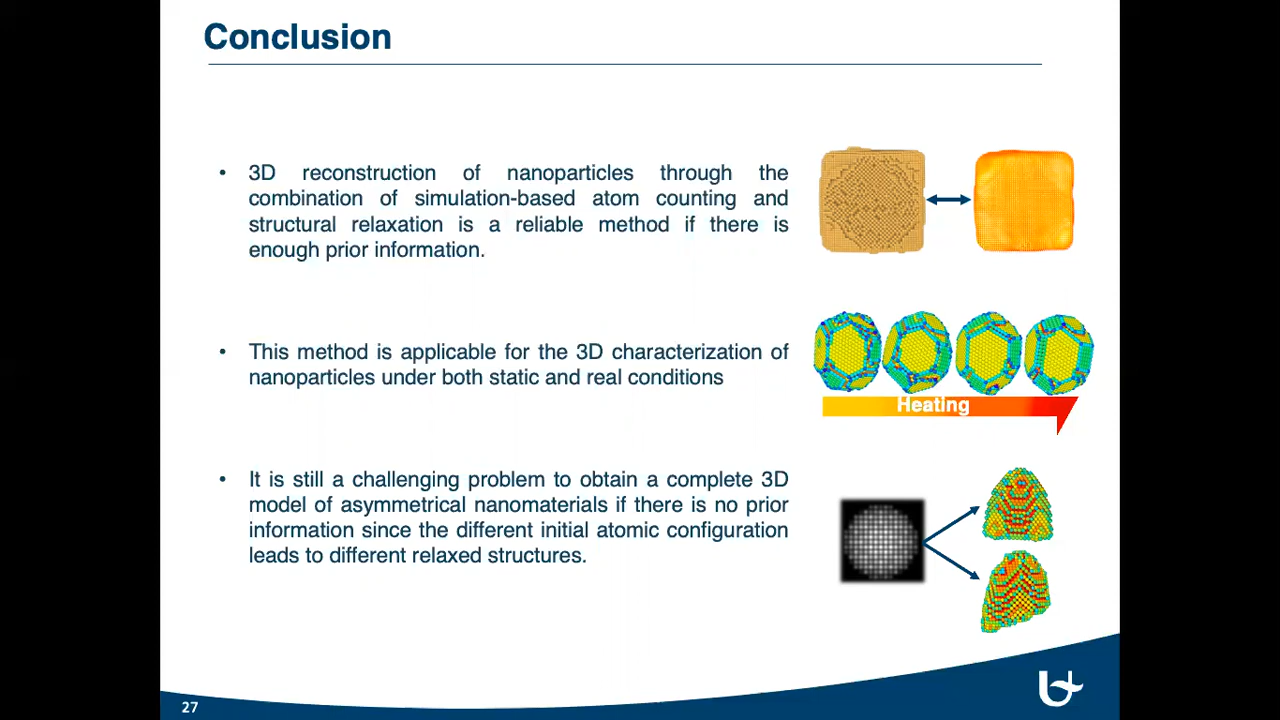 Conclusion
• 3D reconstruction of nanoparticles through the
combination of simulation-based atom counting and
structural relaxation is a reliable method if there is
enough prior information.
• This method is applicable for the 3D characterization of
nanoparticles under both static and real conditions
Heating
• It is still a challenging problem to obtain a complete 3D
model of asymmetrical nanomaterials if there is no prior
information since the different initial atomic configuration
leads to different relaxed structures.
27